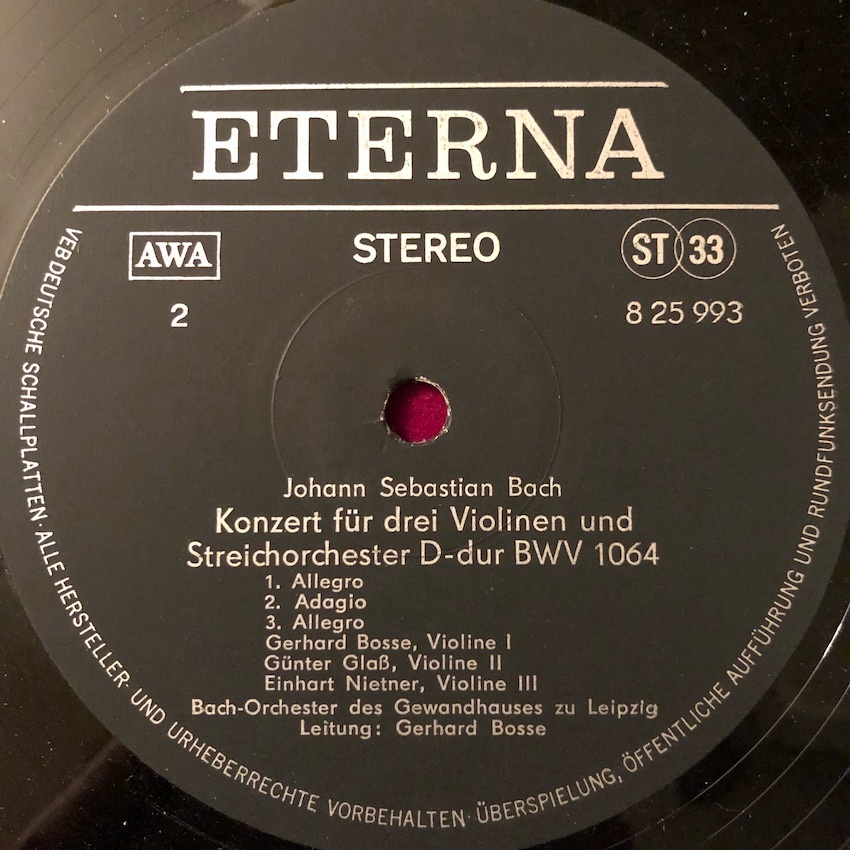 ETERNA
AWA
STEREO
ST 33
2
8 25 993
Johann Sebastian Bach
Konzert für drei Violinen und
Streichorchester D-dur BWV 1064
1. Allegro
2. Adagio
3. Allegro
Gerhard Bosse, Violine I
Günter Glaß, Violine II
Einhart Nietner, Violine III
Bach-Orchester des Gewandhauses zu Leipzig
Leitung: Gerhard Bosse
VEB DEUTSCHE SCHALLPLATTEN · ALLE HERSTELLER- UND URHEBERRECHTE VORBEHALTEN · ÜBERSPIELUNG, ÖFFENTLICHE AUFFÜHRUNG UND RUNDFUNKSENDUNG VERBOTEN